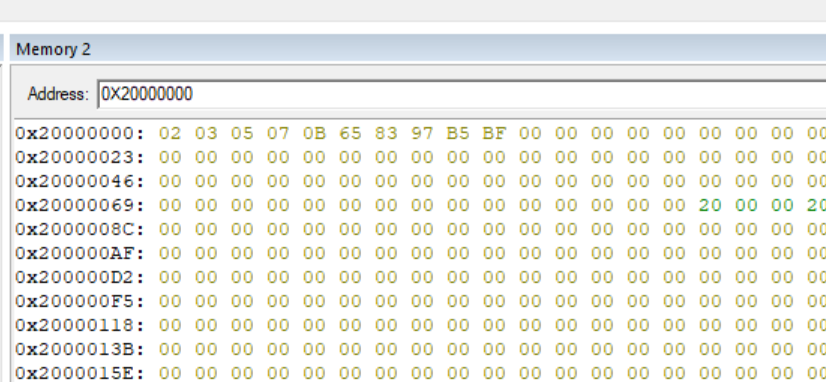 Memory 2
Address: 0X20000000
0x20000000: 02 03 05 07 0B 65 83 97 B5 BF 00 00 00 00 00 00 00 00 00
0x20000023: 00 00 00 00 00 00 00 00 00 00 00 00 00 00 00 00 00 00 00
0x20000046: 00 00 00 00 00 00 00 00 00 00 00 00 00 00 00 00 00 00 00
0x20000069: 00 00 00 00 00 00 00 00 00 00 00 00 00 00 00 20 00 00 20
0x2000008C: 00 00 00 00 00 00 00 00 00 00 00 00 00 00 00 00 00 00 00
0x200000AF: 00 00 00 00 00 00 00 00 00 00 00 00 00 00 00 00 00 00 00
0x200000D2: 00 00 00 00 00 00 00 00 00 00 00 00 00 00 00 00 00 00 00
0x200000F5: 00 00 00 00 00 00 00 00 00 00 00 00 00 00 00 00 00 00 00
0x20000118: 00 00 00 00 00 00 00 00 00 00 00 00 00 00 00 00 00 00 00
0x2000013B: 00 00 00 00 00 00 00 00 00 00 00 00 00 00 00 00 00 00 00
0x2000015E: 00 00 00 00 00 00 00 00 00 00 00 00 00 00 00 00 00 00 00